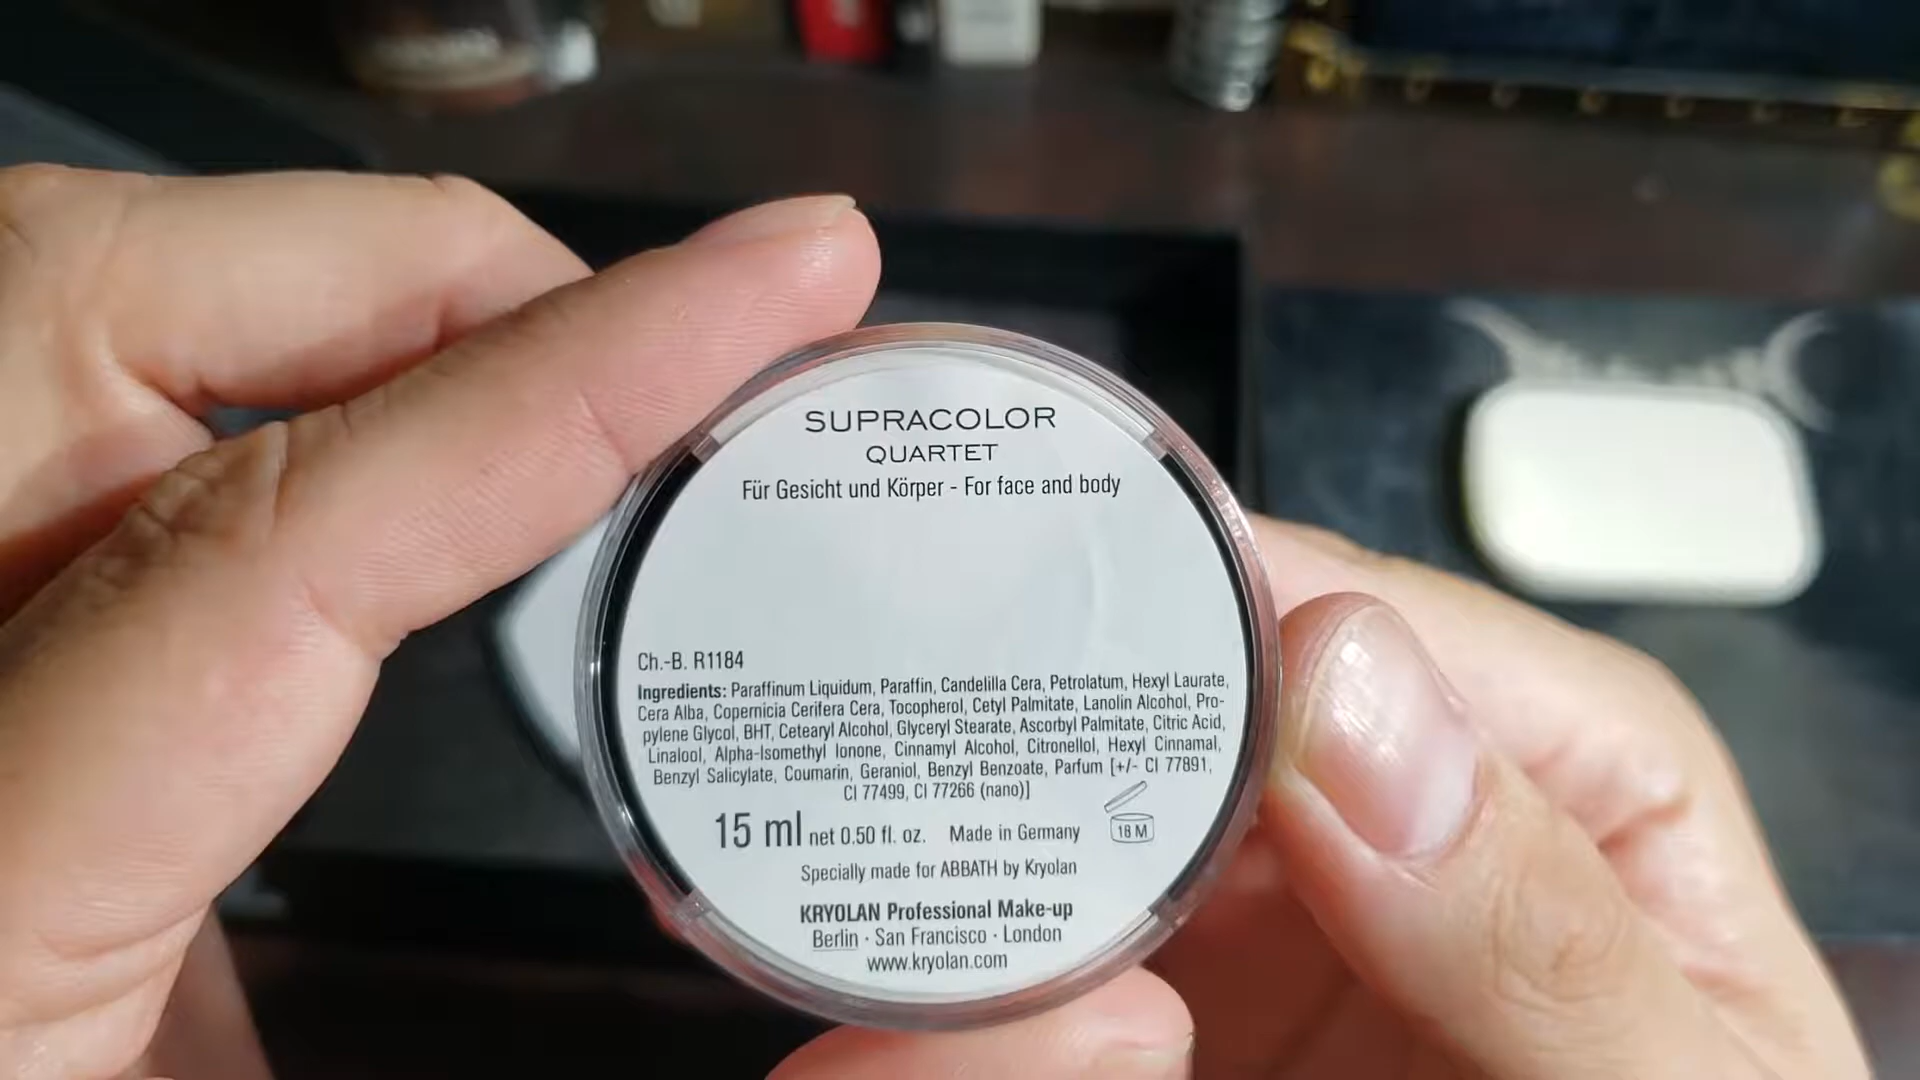 SUPRACOLOR
QUARTET
Für Gesicht und Körper - For face and body
Ch.-B. R1184
Ingredients: Paraffinum Liquidum, Paraffin, Candelilla Cera, Petrolatum, Hexyl Laurate,
Cera Alba, Copernicia Cerifera Cera, Tocopherol, Cetyl Palmitate, Lanolin Alcohol, Pro-
pylene Glycol, BHT, Cetearyl Alcohol, Glyceryl Stearate, Ascorbyl Palmitate, Citric Acid,
Linalool, Alpha-Isomethyl Ionone, Cinnamyl Alcohol, Citronellol, Hexyl Cinnamal,
Benzyl Salicylate, Coumarin, Geraniol, Benzyl Benzoate, Parfum [+/- CI 77891,
CI 77499, CI 77266 (nano)]
15 ml net 0.50 fl. oz. Made in Germany 18 M
Specially made for ABBATH by Kryolan
KRYOLAN Professional Make-up
Berlin · San Francisco · London
www.kryolan.com